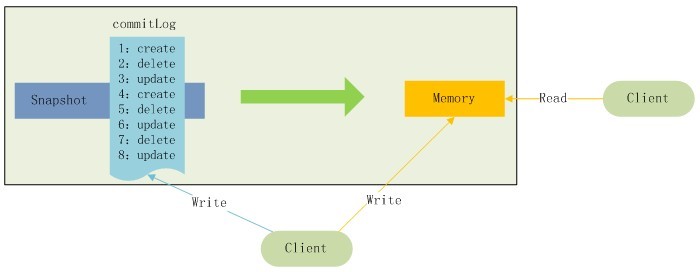 commitLog
1: create
2: delete
3: update
4: create
5: delete
6: update
7: delete
8: update
Snapshot
Memory
Read
Client
Write
Write
Client